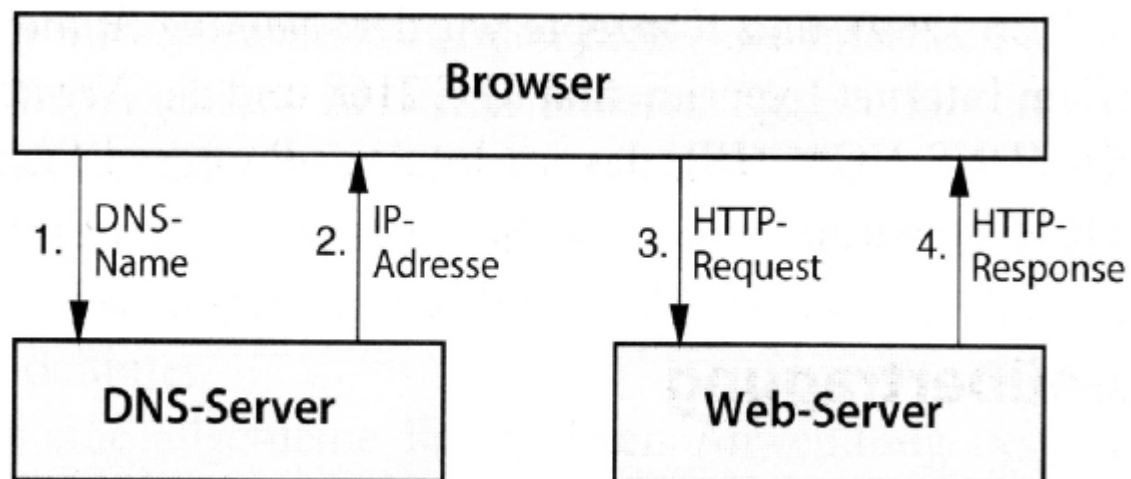 Browser
1. DNS-
Name
2. IP-
Adresse
3. HTTP-
Request
4. HTTP-
Response
DNS-Server
Web-Server